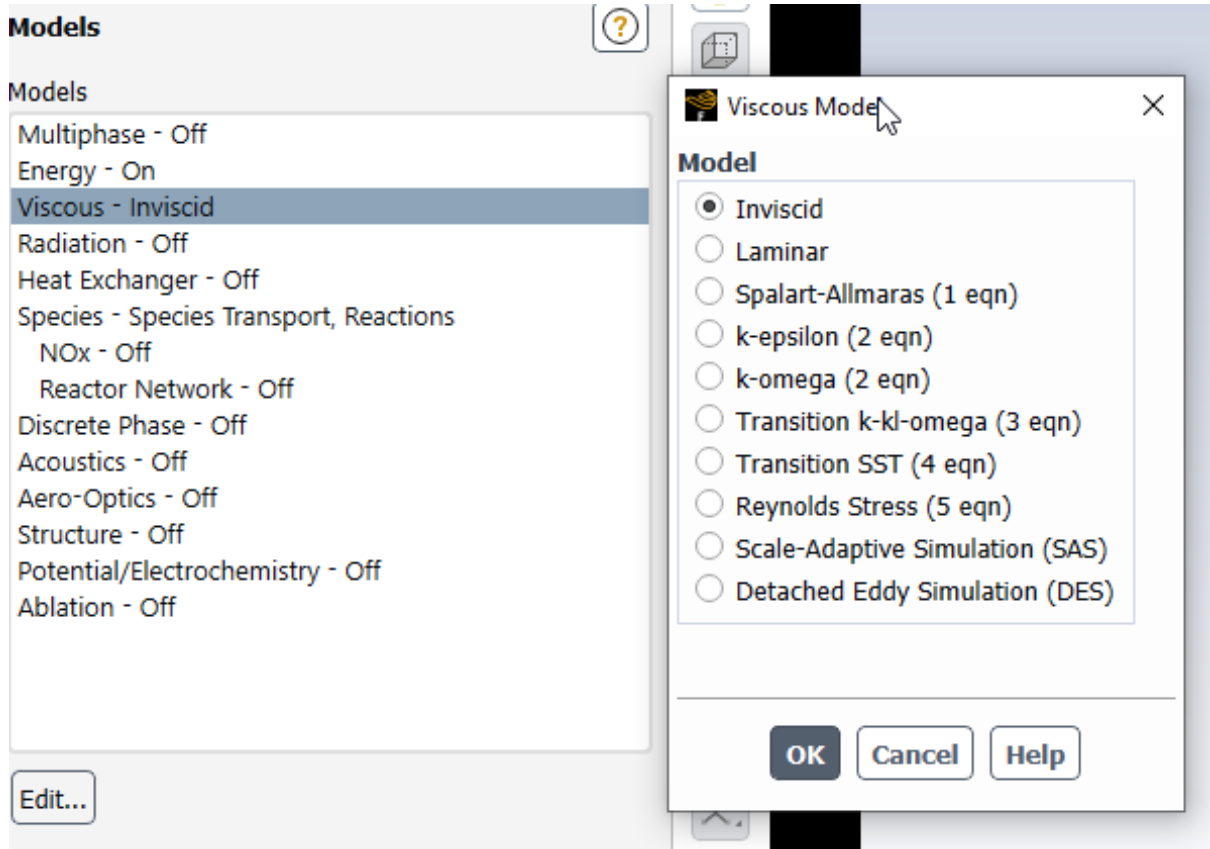 Models
Models
Multiphase - Off
Energy - On
Viscous - Inviscid
Radiation - Off
Heat Exchanger - Off
Species - Species Transport, Reactions
NOx - Off
Reactor Network - Off
Discrete Phase - Off
Acoustics - Off
Aero-Optics - Off
Structure - Off
Potential/Electrochemistry - Off
Ablation - Off
Edit...
Viscous Model
Model
Inviscid
Laminar
Spalart-Allmaras (1 eqn)
k-epsilon (2 eqn)
k-omega (2 eqn)
Transition k-kl-omega (3 eqn)
Transition SST (4 eqn)
Reynolds Stress (5 eqn)
Scale-Adaptive Simulation (SAS)
Detached Eddy Simulation (DES)
OK
Cancel
Help